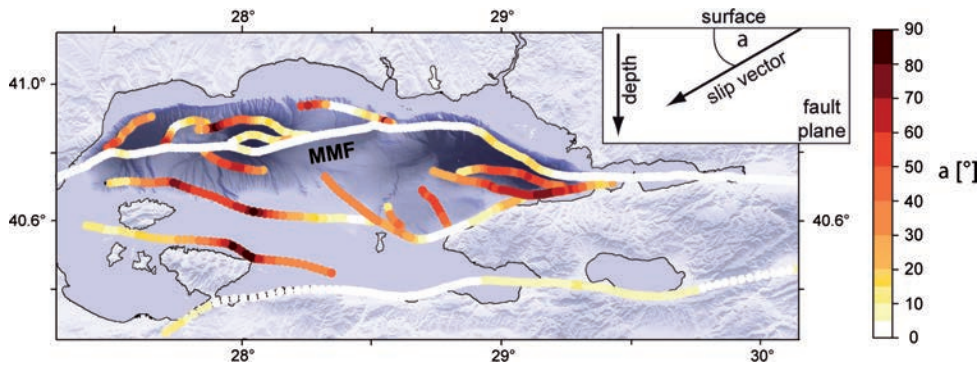 28° 29°
surface
a
slip vector
depth
fault
plane
41.0°
40.6°
MMF
40.6°
28° 29° 30°
90
80
70
60
50
40
30
20
10
0
a [°]